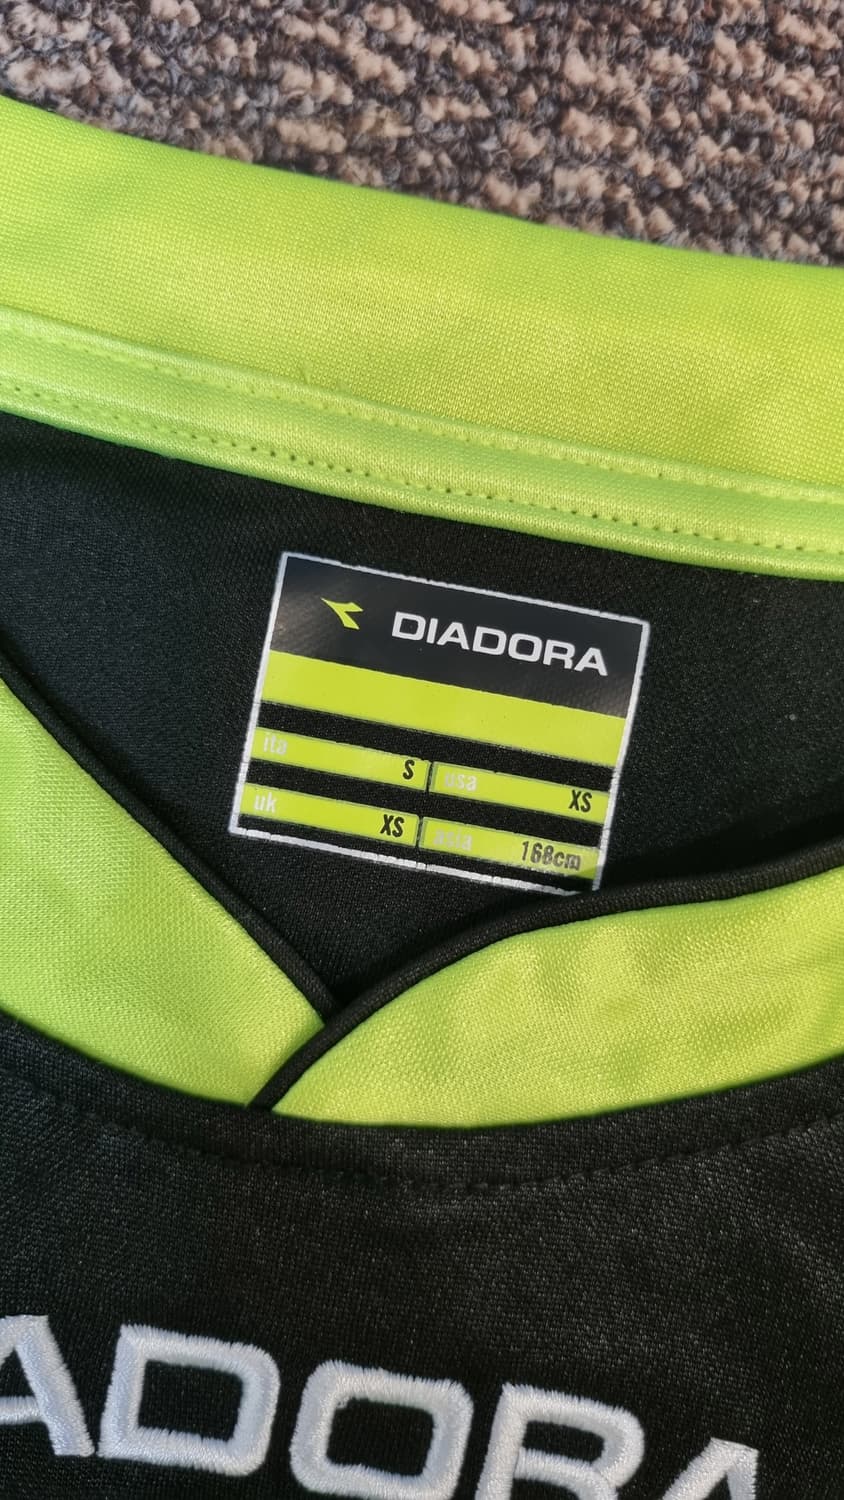 DIADORA
ita S usa XS
uk XS asia 168cm
ADORA